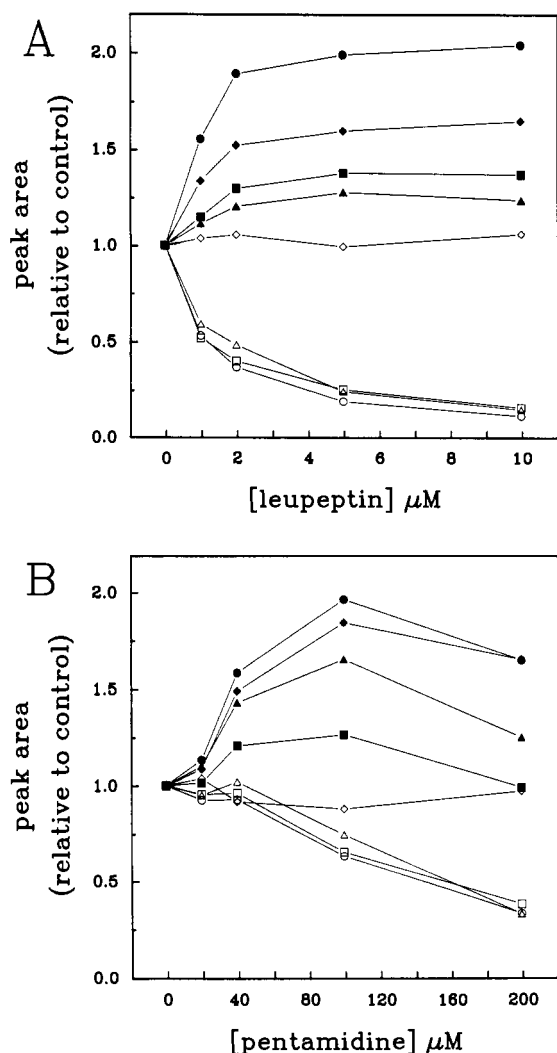 A
peak area
(relative to control)
2.0
1.5
1.0
0.5
0.0
0 2 4 6 8 10
[leupeptin] μM
B
peak area
(relative to control)
2.0
1.5
1.0
0.5
0.0
0 40 80 120 160 200
[pentamidine] μM